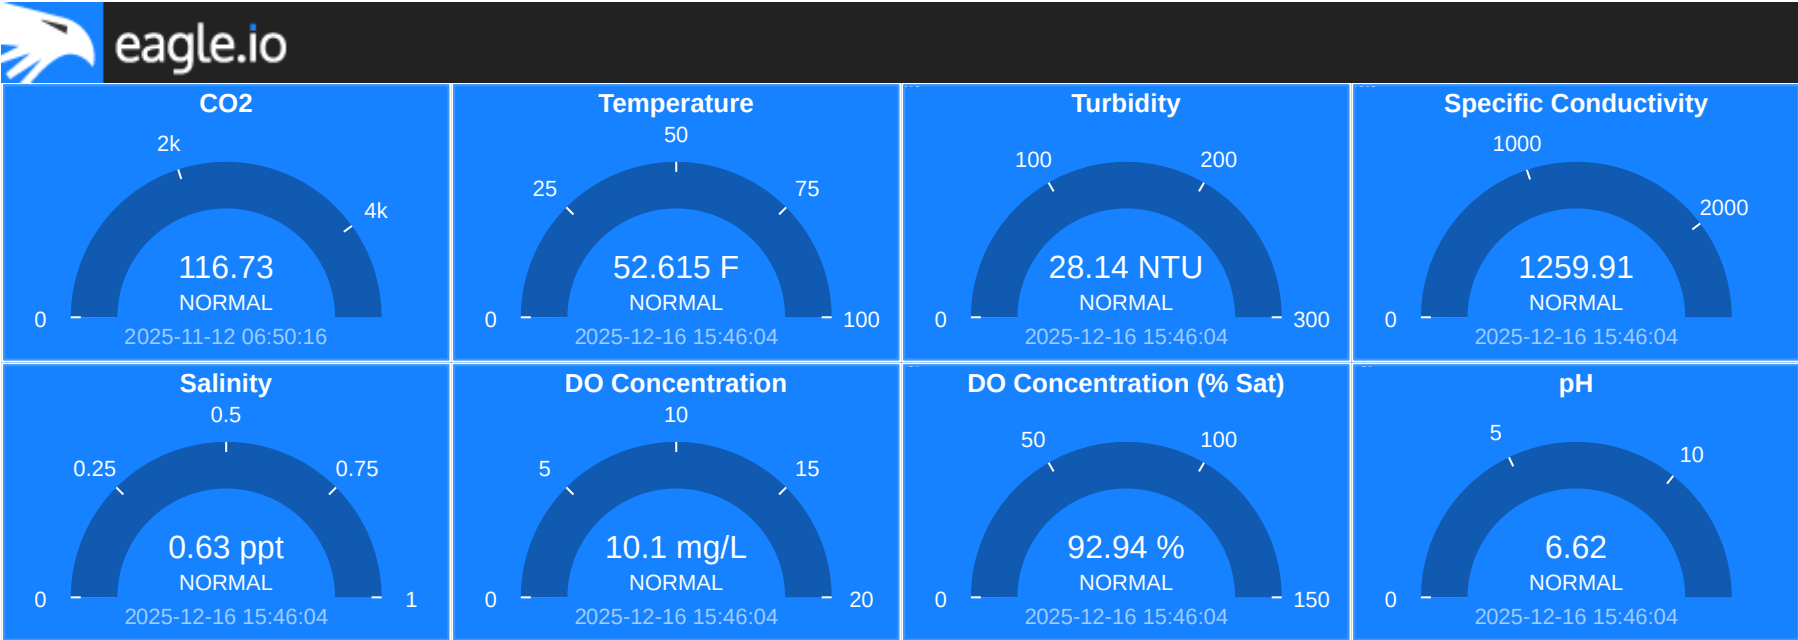 eagle.io
CO2
2k
4k
116.73
NORMAL
0
2025-11-12 06:50:16
Temperature
50
25
75
52.615 F
NORMAL
0
100
2025-12-16 15:46:04
Turbidity
100
200
28.14 NTU
NORMAL
0
300
2025-12-16 15:46:04
Specific Conductivity
1000
2000
1259.91
NORMAL
0
2025-12-16 15:46:04
Salinity
0.5
0.25
0.75
0.63 ppt
NORMAL
0
1
2025-12-16 15:46:04
DO Concentration
10
5
15
10.1 mg/L
NORMAL
0
20
2025-12-16 15:46:04
DO Concentration (% Sat)
50
100
92.94 %
NORMAL
0
150
2025-12-16 15:46:04
pH
5
10
6.62
NORMAL
0
2025-12-16 15:46:04